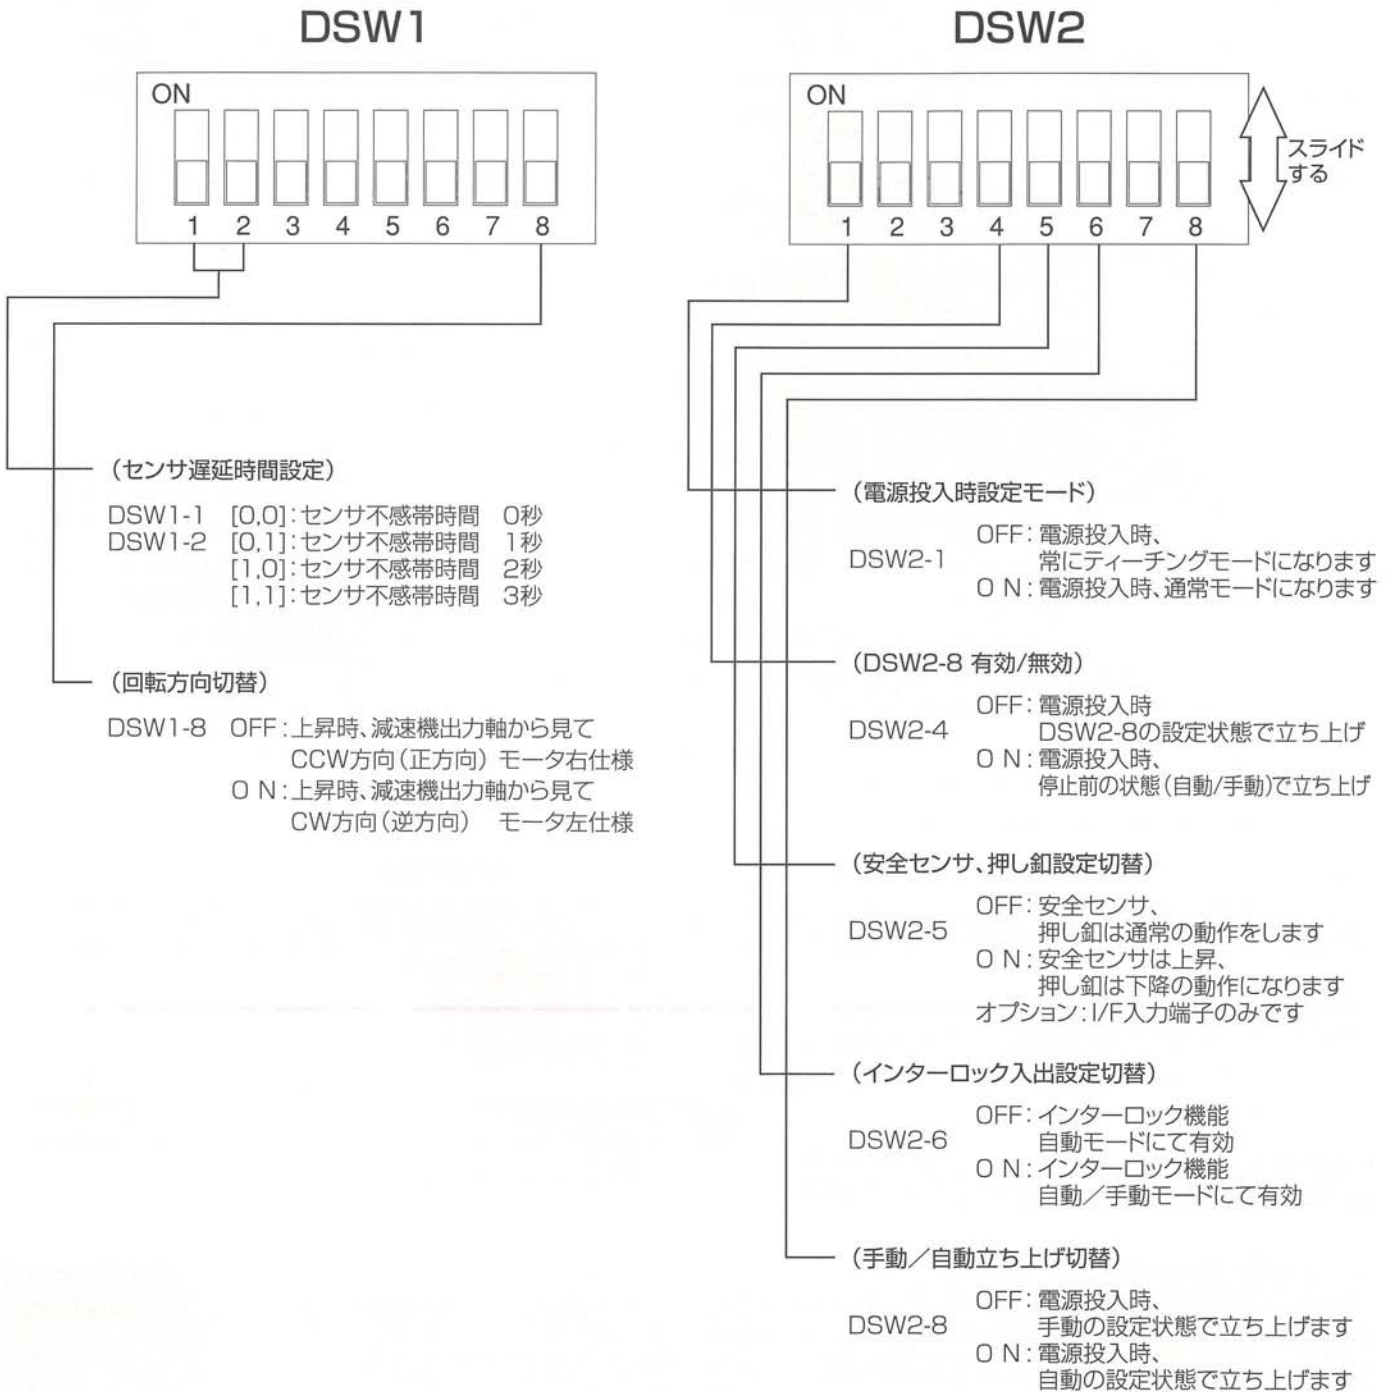 DSW1
ON
1 2 3 4 5 6 7 8
（センサ遅延時間設定）
DSW1-1 [0,0]：センサ不感帯時間 0秒
DSW1-2 [0,1]：センサ不感帯時間 1秒
[1,0]：センサ不感帯時間 2秒
[1,1]：センサ不感帯時間 3秒
（回転方向切替）
DSW1-8 OFF：上昇時、減速機出力軸から見て
CCW方向（正方向） モータ右仕様
O N：上昇時、減速機出力軸から見て
CW方向（逆方向） モータ左仕様
DSW2
ON
1 2 3 4 5 6 7 8
スライド
する
（電源投入時設定モード）
OFF：電源投入時、
DSW2-1 常にティーチングモードになります
O N：電源投入時、通常モードになります
（DSW2-8 有効/無効）
OFF：電源投入時
DSW2-4 DSW2-8の設定状態で立ち上げ
O N：電源投入時、
停止前の状態（自動/手動）で立ち上げ
（安全センサ、押し釦設定切替）
OFF：安全センサ、
DSW2-5 押し釦は通常の動作をします
O N：安全センサは上昇、
押し釦は下降の動作になります
オプション：I/F入力端子のみです
（インターロック入出設定切替）
OFF：インターロック機能
DSW2-6 自動モードにて有効
O N：インターロック機能
自動／手動モードにて有効
（手動／自動立ち上げ切替）
OFF：電源投入時、
DSW2-8 手動の設定状態で立ち上げます
O N：電源投入時、
自動の設定状態で立ち上げます